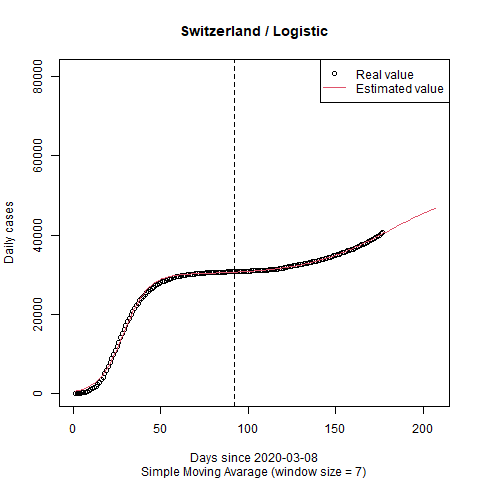 Switzerland / Logistic
Real value
Estimated value
Daily cases
80000
60000
40000
20000
0
0 50 100 150 200
Days since 2020-03-08
Simple Moving Avarage (window size = 7)